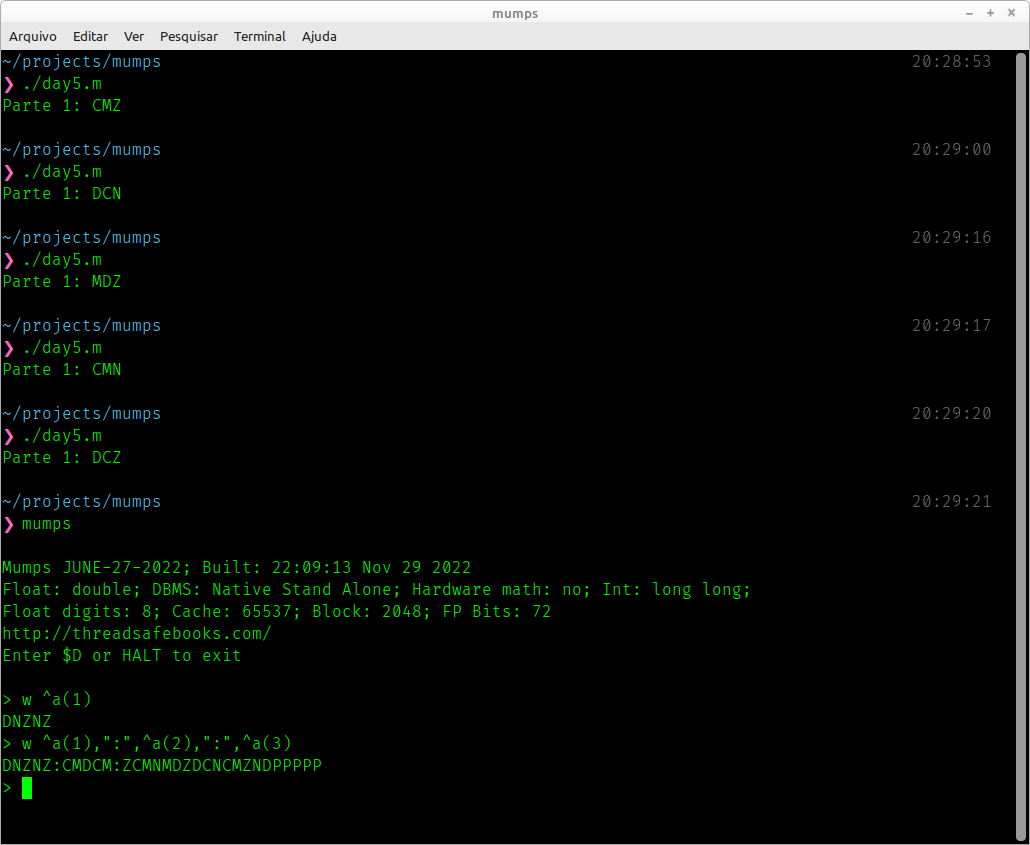 mumps
Arquivo Editar Ver Pesquisar Terminal Ajuda
~/projects/mumps 20:28:53
❯ ./day5.m
Parte 1: CMZ
~/projects/mumps 20:29:00
❯ ./day5.m
Parte 1: DCN
~/projects/mumps 20:29:16
❯ ./day5.m
Parte 1: MDZ
~/projects/mumps 20:29:17
❯ ./day5.m
Parte 1: CMN
~/projects/mumps 20:29:20
❯ ./day5.m
Parte 1: DCZ
~/projects/mumps 20:29:21
❯ mumps
Mumps JUNE-27-2022; Built: 22:09:13 Nov 29 2022
Float: double; DBMS: Native Stand Alone; Hardware math: no; Int: long long;
Float digits: 8; Cache: 65537; Block: 2048; FP Bits: 72
http://threadsafebooks.com/
Enter $D or HALT to exit
> w ^a(1)
DNZNZ
> w ^a(1),":",^a(2),":",^a(3)
DNZNZ:CMDCM:ZCMNMDZDCNCMZNDPPPPP
>